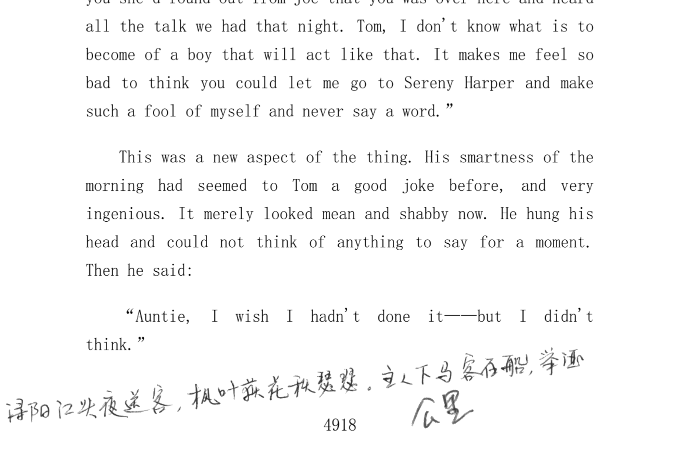 you she'd found out from Joe that you was over here and heard
all the talk we had that night. Tom, I don't know what is to
become of a boy that will act like that. It makes me feel so
bad to think you could let me go to Sereny Harper and make
such a fool of myself and never say a word.”
This was a new aspect of the thing. His smartness of the
morning had seemed to Tom a good joke before, and very
ingenious. It merely looked mean and shabby now. He hung his
head and could not think of anything to say for a moment.
Then he said:
“Auntie, I wish I hadn't done it——but I didn't
think.”
浔阳江头夜送客,枫叶荻花秋瑟瑟。主人下马客在船,举酒
公里
4918